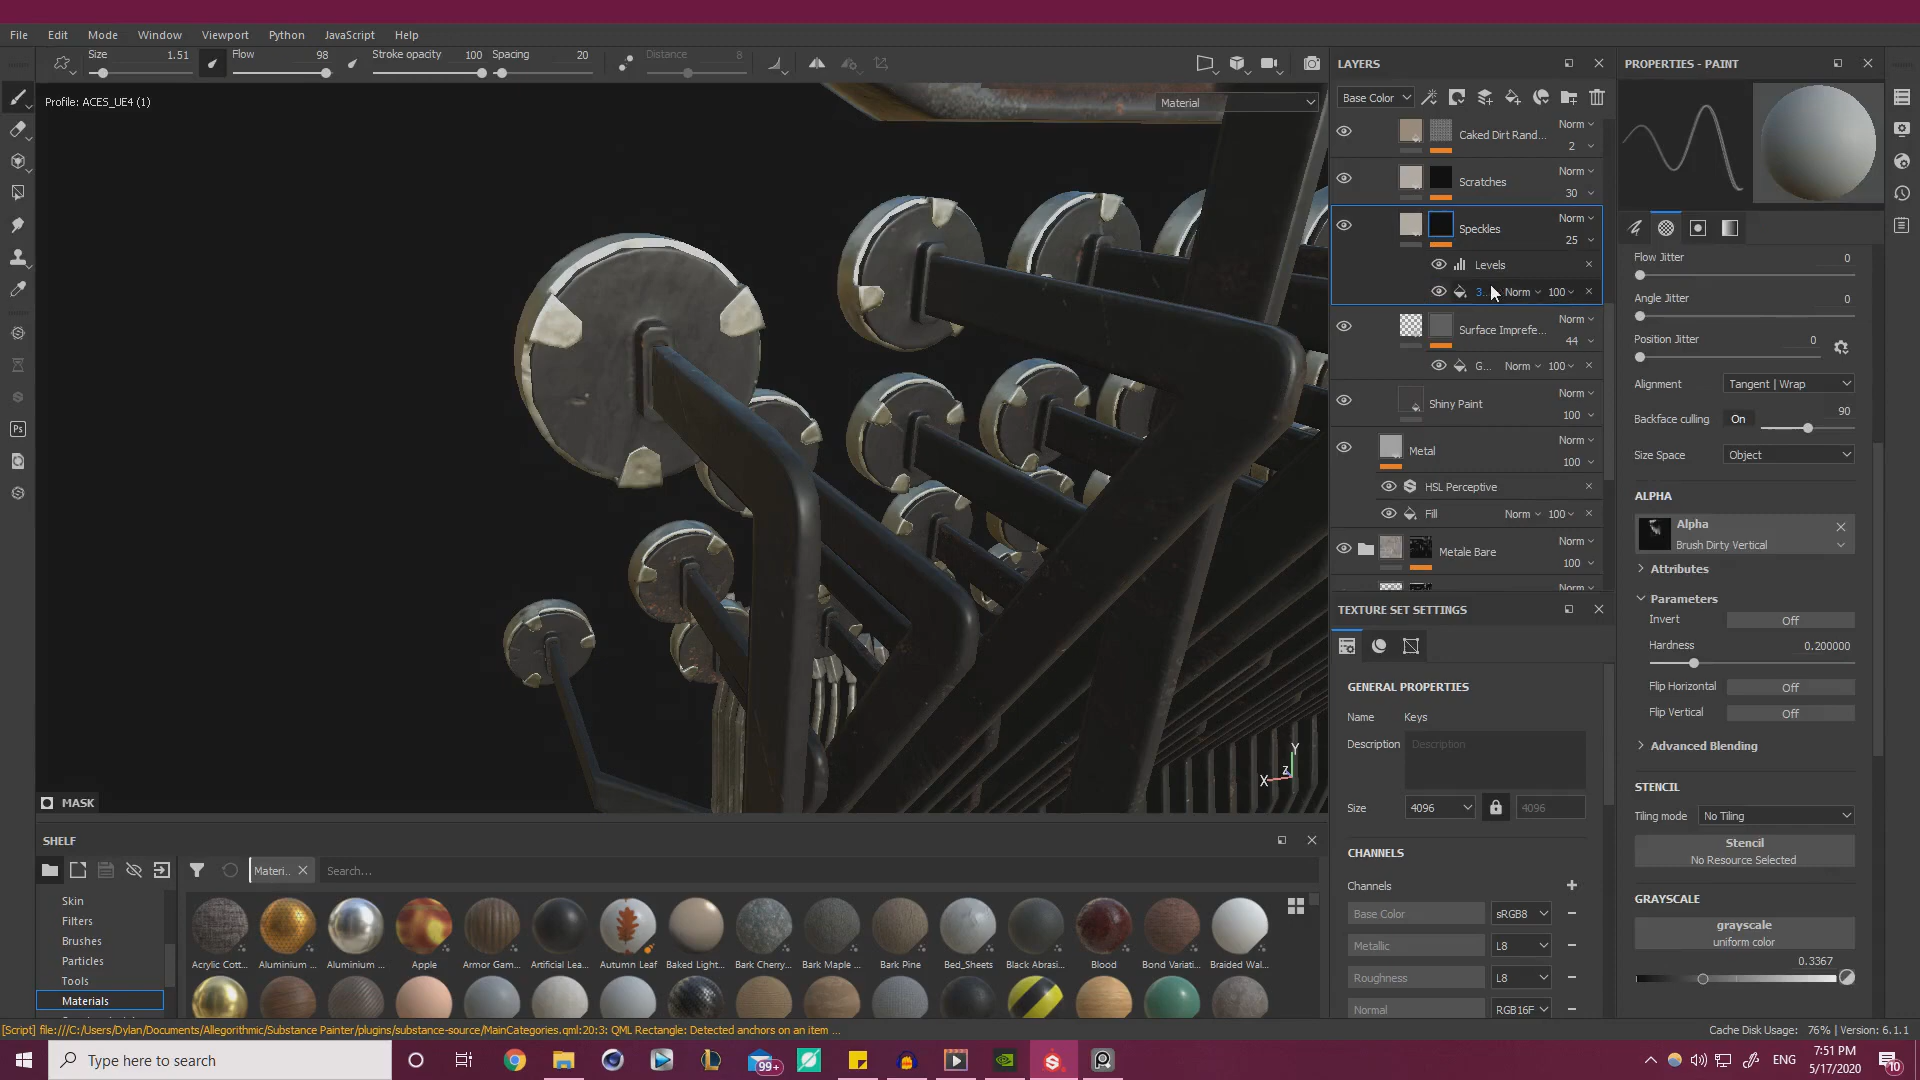 File Edit Mode Window Viewport Python JavaScript Help
Size 1.51 Flow 98 Stroke opacity 100 Spacing 20 Distance 8
Profile: ACES_UE4 (1)
Material
MASK
LAYERS
Base Color
Caked Dirt Rand... Norm 2
Scratches Norm 30
Speckles Norm 25
Levels
3... Norm 100
Surface Imprefe... Norm 44
G... Norm 100
Shiny Paint Norm 100
Metal Norm 100
HSL Perceptive
Fill Norm 100
Metale Bare Norm 100
Norm
TEXTURE SET SETTINGS
GENERAL PROPERTIES
Name Keys
Description Description
Size 4096 4096
CHANNELS
Channels
Base Color sRGB8
Metallic L8
Roughness L8
Normal RGB16F
PROPERTIES - PAINT
Flow Jitter 0
Angle Jitter 0
Position Jitter 0
Alignment Tangent | Wrap
Backface culling On 90
Size Space Object
ALPHA
Alpha
Brush Dirty Vertical
Attributes
Parameters
Invert Off
Hardness 0.200000
Flip Horizontal Off
Flip Vertical Off
Advanced Blending
STENCIL
Tiling mode No Tiling
Stencil
No Resource Selected
GRAYSCALE
grayscale
uniform color
0.3367
SHELF
Materi.. Search...
Skin
Filters
Brushes
Particles
Tools
Materials
Acrylic Cott... Aluminium ... Aluminium ... Apple Armor Gam... Artificial Lea... Autumn Leaf Baked Light... Bark Cherry... Bark Maple ... Bark Pine Bed_Sheets Black Abrasi... Blood Bond Variati... Braided Wal...
[Script] file:///C:/Users/Dylan/Documents/Allegorithmic/Substance Painter/plugins/substance-source/MainCategories.qml:20:3: QML Rectangle: Detected anchors on an item ...
Cache Disk Usage: 76% | Version: 6.1.1
Type here to search
99+
Ps
X Y Z
ENG
7:51 PM
5/17/2020
10